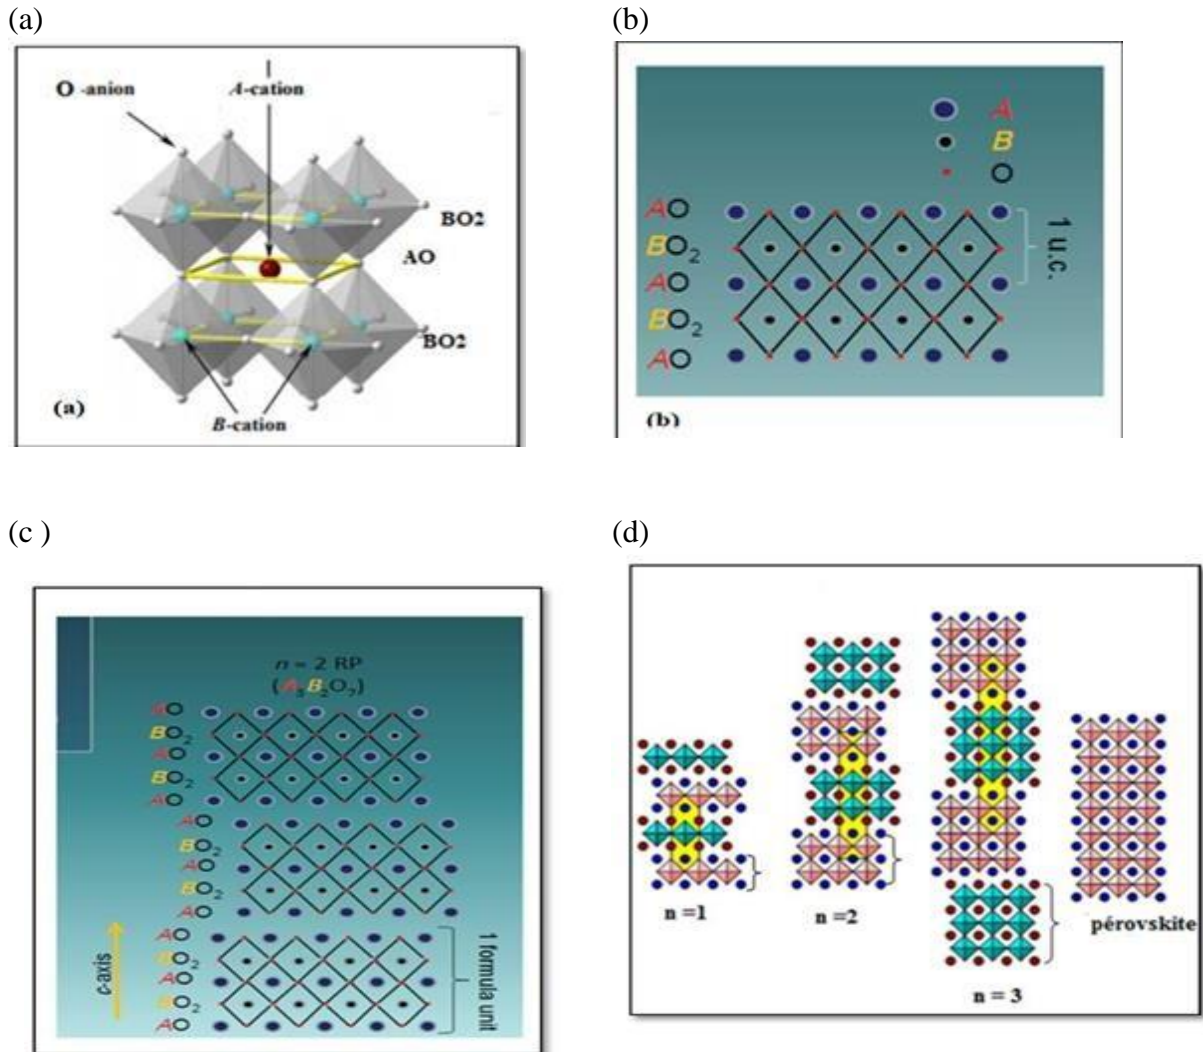 (a)
O -anion
A-cation
BO2
AO
BO2
(a)
B-cation
(b)
A
B
O
AO
BO2
AO
BO2
AO
1 u.c.
(b)
(c )
n = 2 RP
(A3B2O7)
AO
BO2
AO
BO2
AO
AO
BO2
AO
BO2
AO
AO
BO2
AO
BO2
AO
c-axis
1 formula unit
(d)
n =1
n =2
n = 3
pérovskite